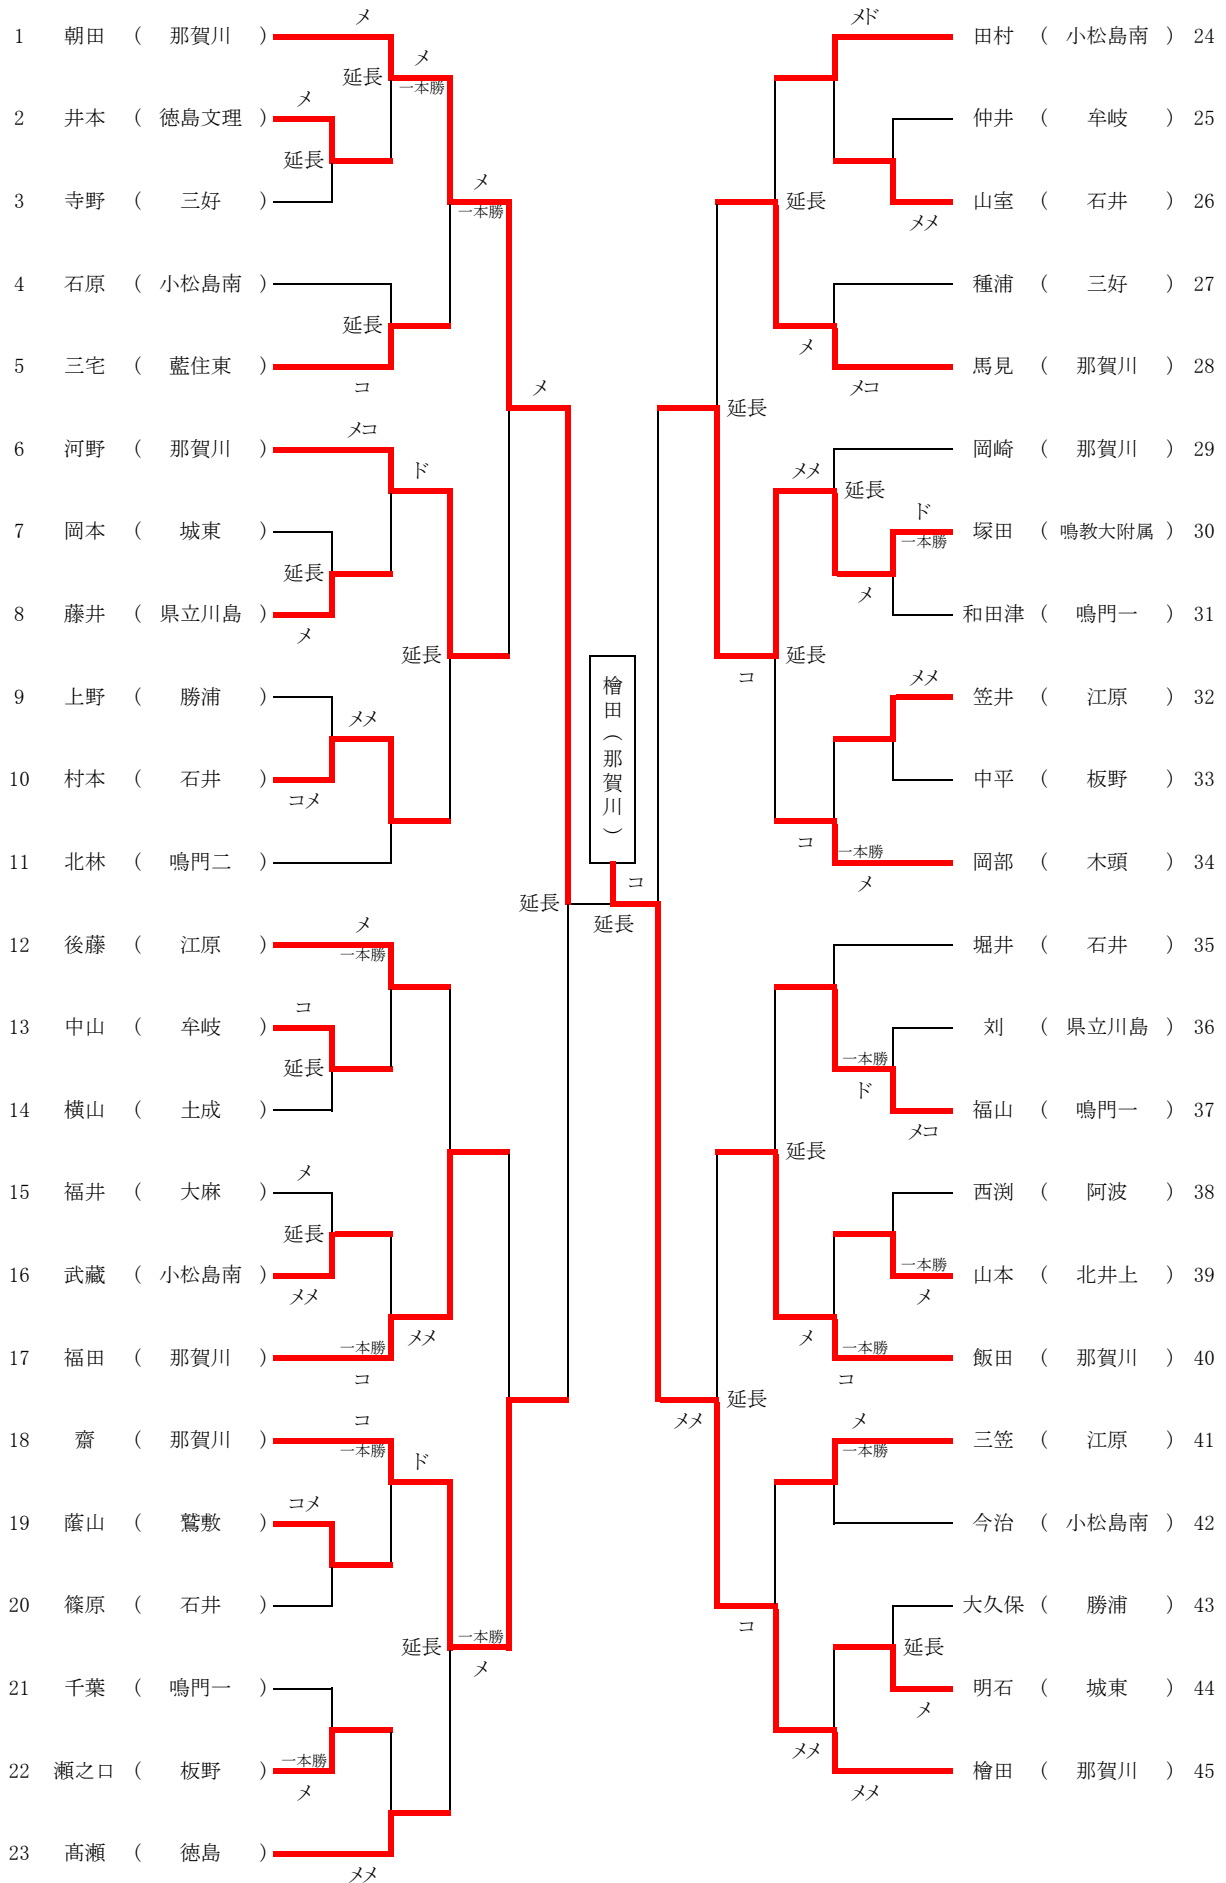 1 朝田 ( 那賀川 )
メ
延長
メ
一本勝
2 井本 ( 徳島文理 )
メ
延長
3 寺野 ( 三好 )
メ
一本勝
4 石原 ( 小松島南 )
延長
5 三宅 ( 藍住東 )
コ
メ
6 河野 ( 那賀川 )
メコ
ド
7 岡本 ( 城東 )
延長
8 藤井 ( 県立川島 )
メ
延長
9 上野 ( 勝浦 )
メメ
10 村本 ( 石井 )
コメ
11 北林 ( 鳴門二 )
延長
12 後藤 ( 江原 )
メ
一本勝
13 中山 ( 牟岐 )
コ
延長
14 横山 ( 土成 )
15 福井 ( 大麻 )
メ
延長
16 武藏 ( 小松島南 )
メメ
メメ
17 福田 ( 那賀川 )
一本勝
コ
18 齋 ( 那賀川 )
コ
一本勝
ド
19 蔭山 ( 鷲敷 )
コメ
20 篠原 ( 石井 )
延長
一本勝
メ
21 千葉 ( 鳴門一 )
22 瀬之口 ( 板野 )
一本勝
メ
23 髙瀬 ( 徳島 )
メメ
檜田(那賀川)
コ
延長
メド
田村 ( 小松島南 ) 24
仲井 ( 牟岐 ) 25
延長
山室 ( 石井 ) 26
メメ
種浦 ( 三好 ) 27
メ
馬見 ( 那賀川 ) 28
メコ
延長
岡崎 ( 那賀川 ) 29
メメ
延長
ド
一本勝
塚田 ( 鳴教大附属 ) 30
メ
和田津 ( 鳴門一 ) 31
コ
延長
メメ
笠井 ( 江原 ) 32
中平 ( 板野 ) 33
コ
一本勝
メ
岡部 ( 木頭 ) 34
堀井 ( 石井 ) 35
刘 ( 県立川島 ) 36
一本勝
ド
福山 ( 鳴門一 ) 37
メコ
延長
西渕 ( 阿波 ) 38
一本勝
メ
山本 ( 北井上 ) 39
メ
一本勝
コ
飯田 ( 那賀川 ) 40
メメ
延長
メ
一本勝
三笠 ( 江原 ) 41
今治 ( 小松島南 ) 42
大久保 ( 勝浦 ) 43
コ
延長
明石 ( 城東 ) 44
メ
メメ
檜田 ( 那賀川 ) 45
メメ